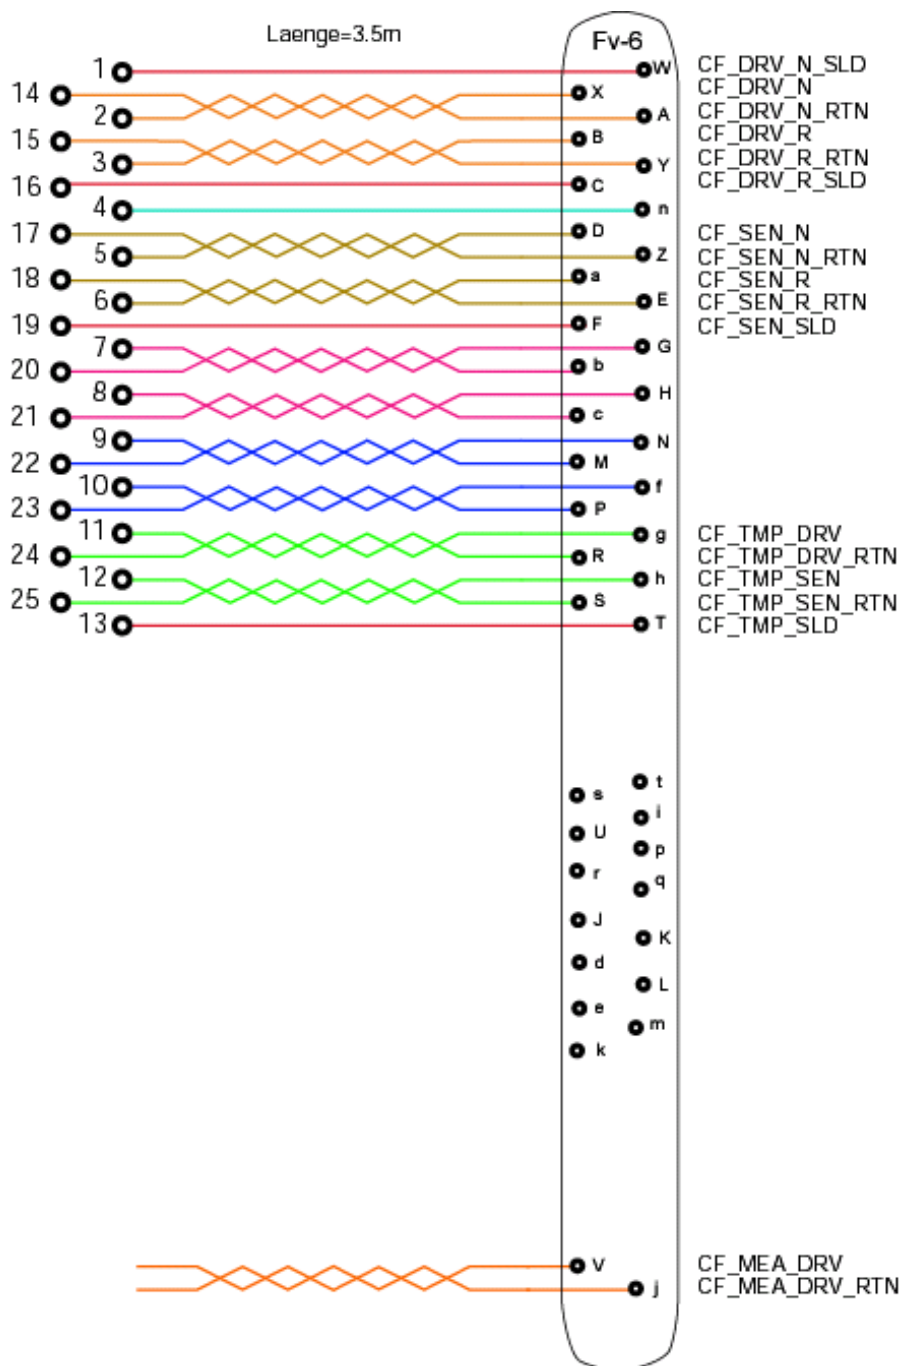 Laenge=3.5m
Fv-6
1 W CF_DRV_N_SLD
14 X CF_DRV_N
2 A CF_DRV_N_RTN
15 B CF_DRV_R
3 Y CF_DRV_R_RTN
16 C CF_DRV_R_SLD
4 n
17 D CF_SEN_N
5 Z CF_SEN_N_RTN
18 a CF_SEN_R
6 E CF_SEN_R_RTN
19 F CF_SEN_SLD
7 G
20 b
8 H
21 c
9 N
22 M
10 f
23 P
11 g CF_TMP_DRV
24 R CF_TMP_DRV_RTN
12 h CF_TMP_SEN
25 S CF_TMP_SEN_RTN
13 T CF_TMP_SLD
t
s
i
U
p
r
q
J
K
d
L
e
m
k
V CF_MEA_DRV
j CF_MEA_DRV_RTN